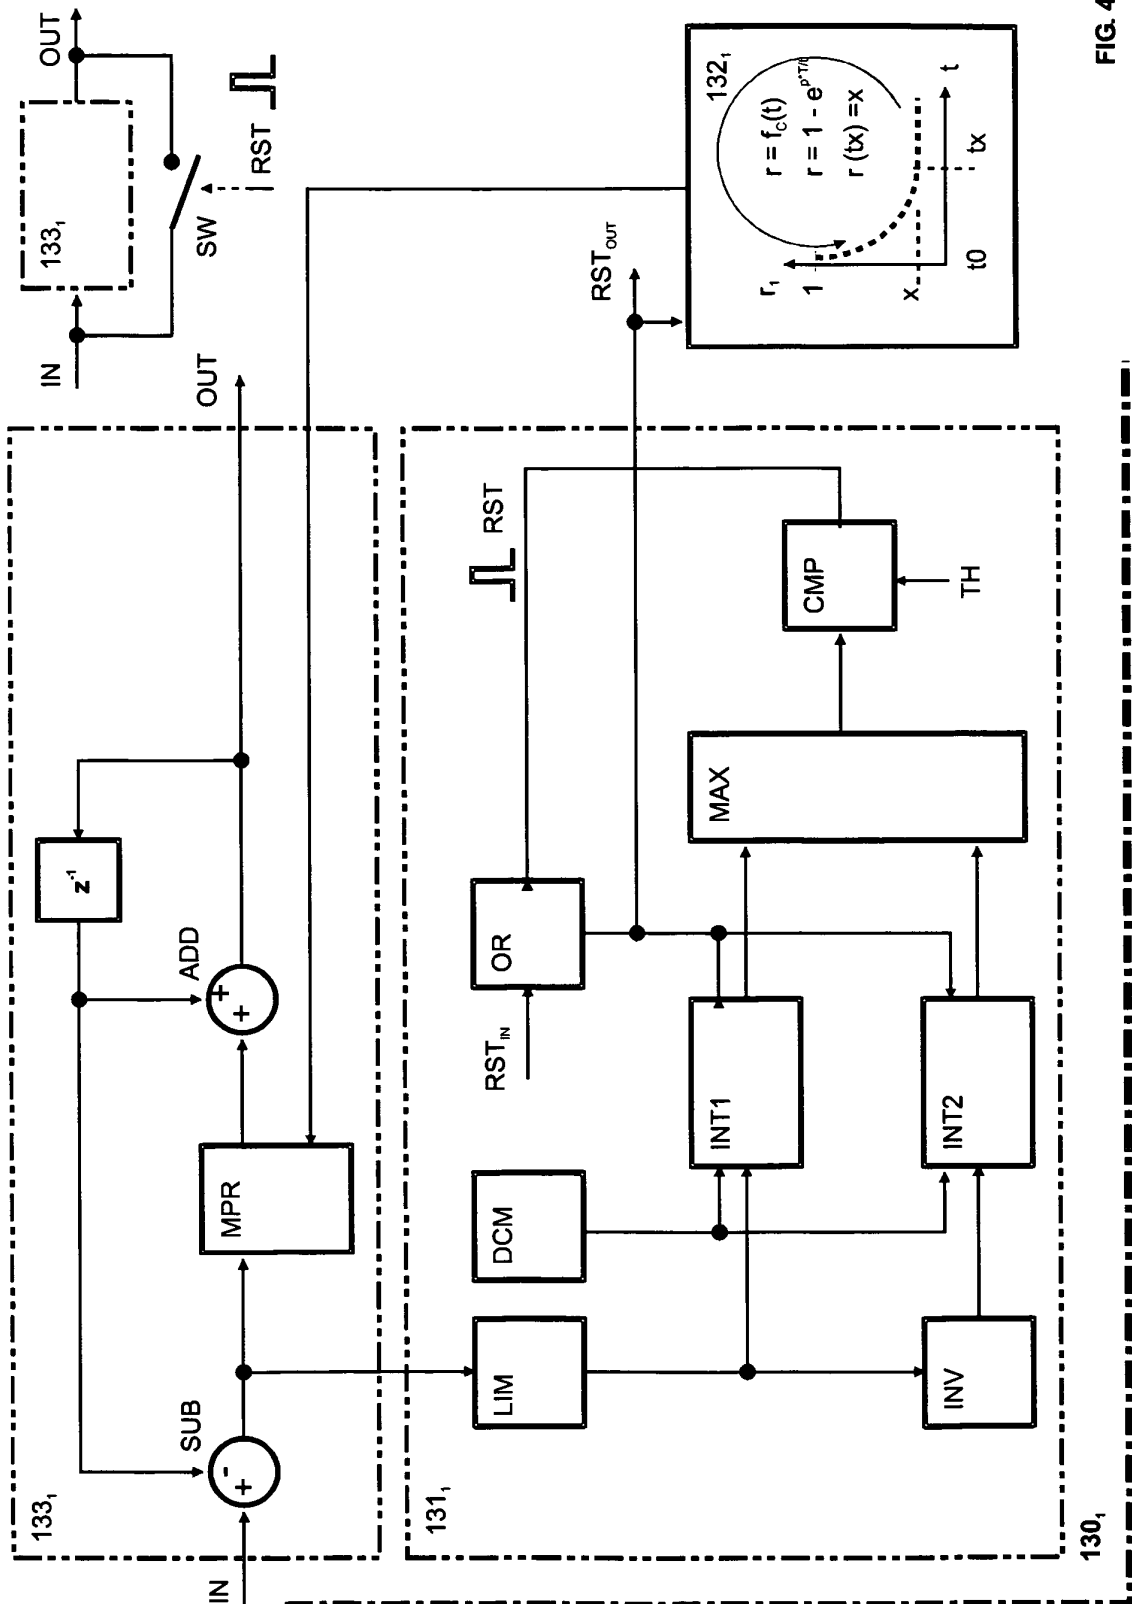 133₁
IN
SUB
+
-
MPR
ADD
+
+
z⁻¹
OUT
IN
133₁
OUT
SW
RST
131₁
LIM
DCM
RST_IN
OR
RST
INV
INT1
INT2
MAX
CMP
TH
RST_OUT
132₁
r = f_C(t)
r = 1 - e^p*T/t
r (tx) =x
r₁
1
x
t0
tx
t
130₁
FIG. 4